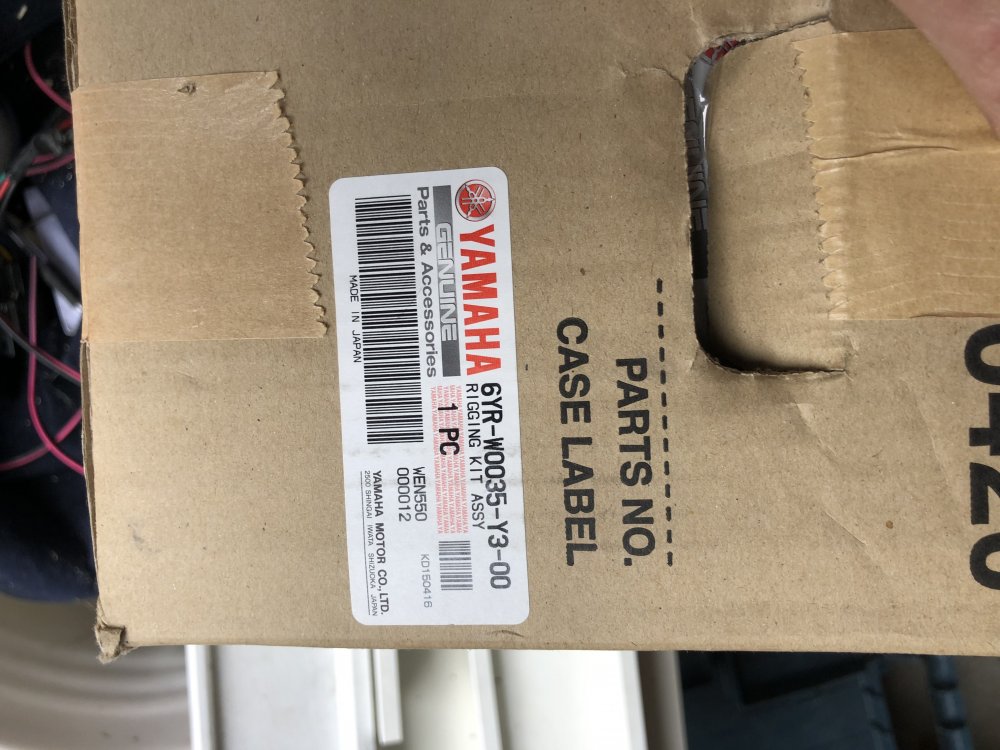 YAMAHA
GENUINE
Parts & Accessories
MADE IN JAPAN
6YR-W0035-Y3-00
RIGGING KIT ASSY
1 PC
WEN550
000012
KD150416
YAMAHA MOTOR CO.,LTD.
2500 SHINGAI IWATA SHIZUOKA JAPAN
PARTS NO.
CASE LABEL